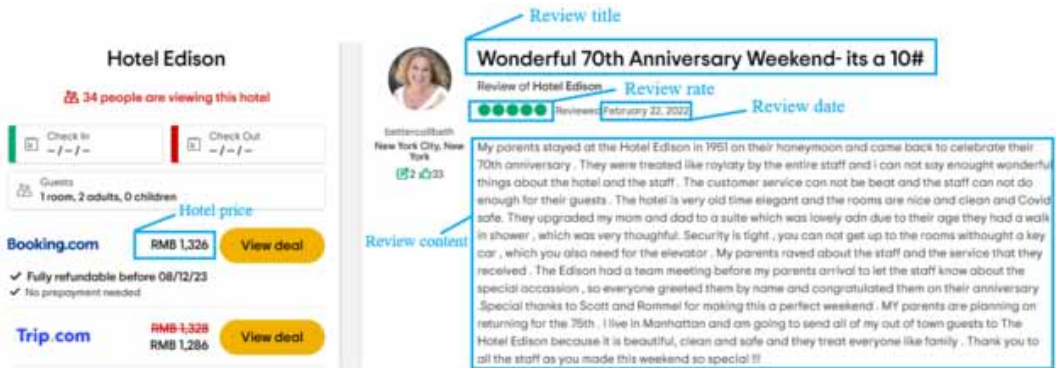 Review title
Hotel Edison
34 people are viewing this hotel
Check In
-/-/-
Check Out
-/-/-
Guests
1 room, 2 adults, 0 children
Hotel price
Booking.com
RMB 1,326
View deal
Fully refundable before 08/12/23
No prepayment needed
Trip.com
RMB 1,328
RMB 1,286
View deal
Wonderful 70th Anniversary Weekend- its a 10#
Review of Hotel Edison
Review rate
Reviewed February 22, 2022
Review date
bettercallbath
New York City, New
York
2 33
Review content
My parents stayed at the Hotel Edison in 1951 on their honeymoon and came back to celebrate their
70th anniversary . They were treated like roylaty by the entire staff and i can not say enought wonderful
things about the hotel and the staff . The customer service can not be beat and the staff can not do
enough for their guests . The hotel is very old time elegant and the rooms are nice and clean and Covid
safe. They upgraded my mom and dad to a suite which was lovely adn due to their age they had a walk
in shower , which was very thoughful. Security is tight , you can not get up to the rooms withought a key
car , which you also need for the elevator . My parents raved about the staff and the service that they
received . The Edison had a team meeting before my parents arrival to let the staff know about the
special occassion , so everyone greeted them by name and congratulated them on their anniversary
.Special thanks to Scott and Rommel for making this a perfect weekend . MY parents are planning on
returning for the 75th . I live in Manhattan and am going to send all of my out of town guests to The
Hotel Edison because it is beautiful, clean and safe and they treat everyone like family . Thank you to
all the staff as you made this weekend so special !!!